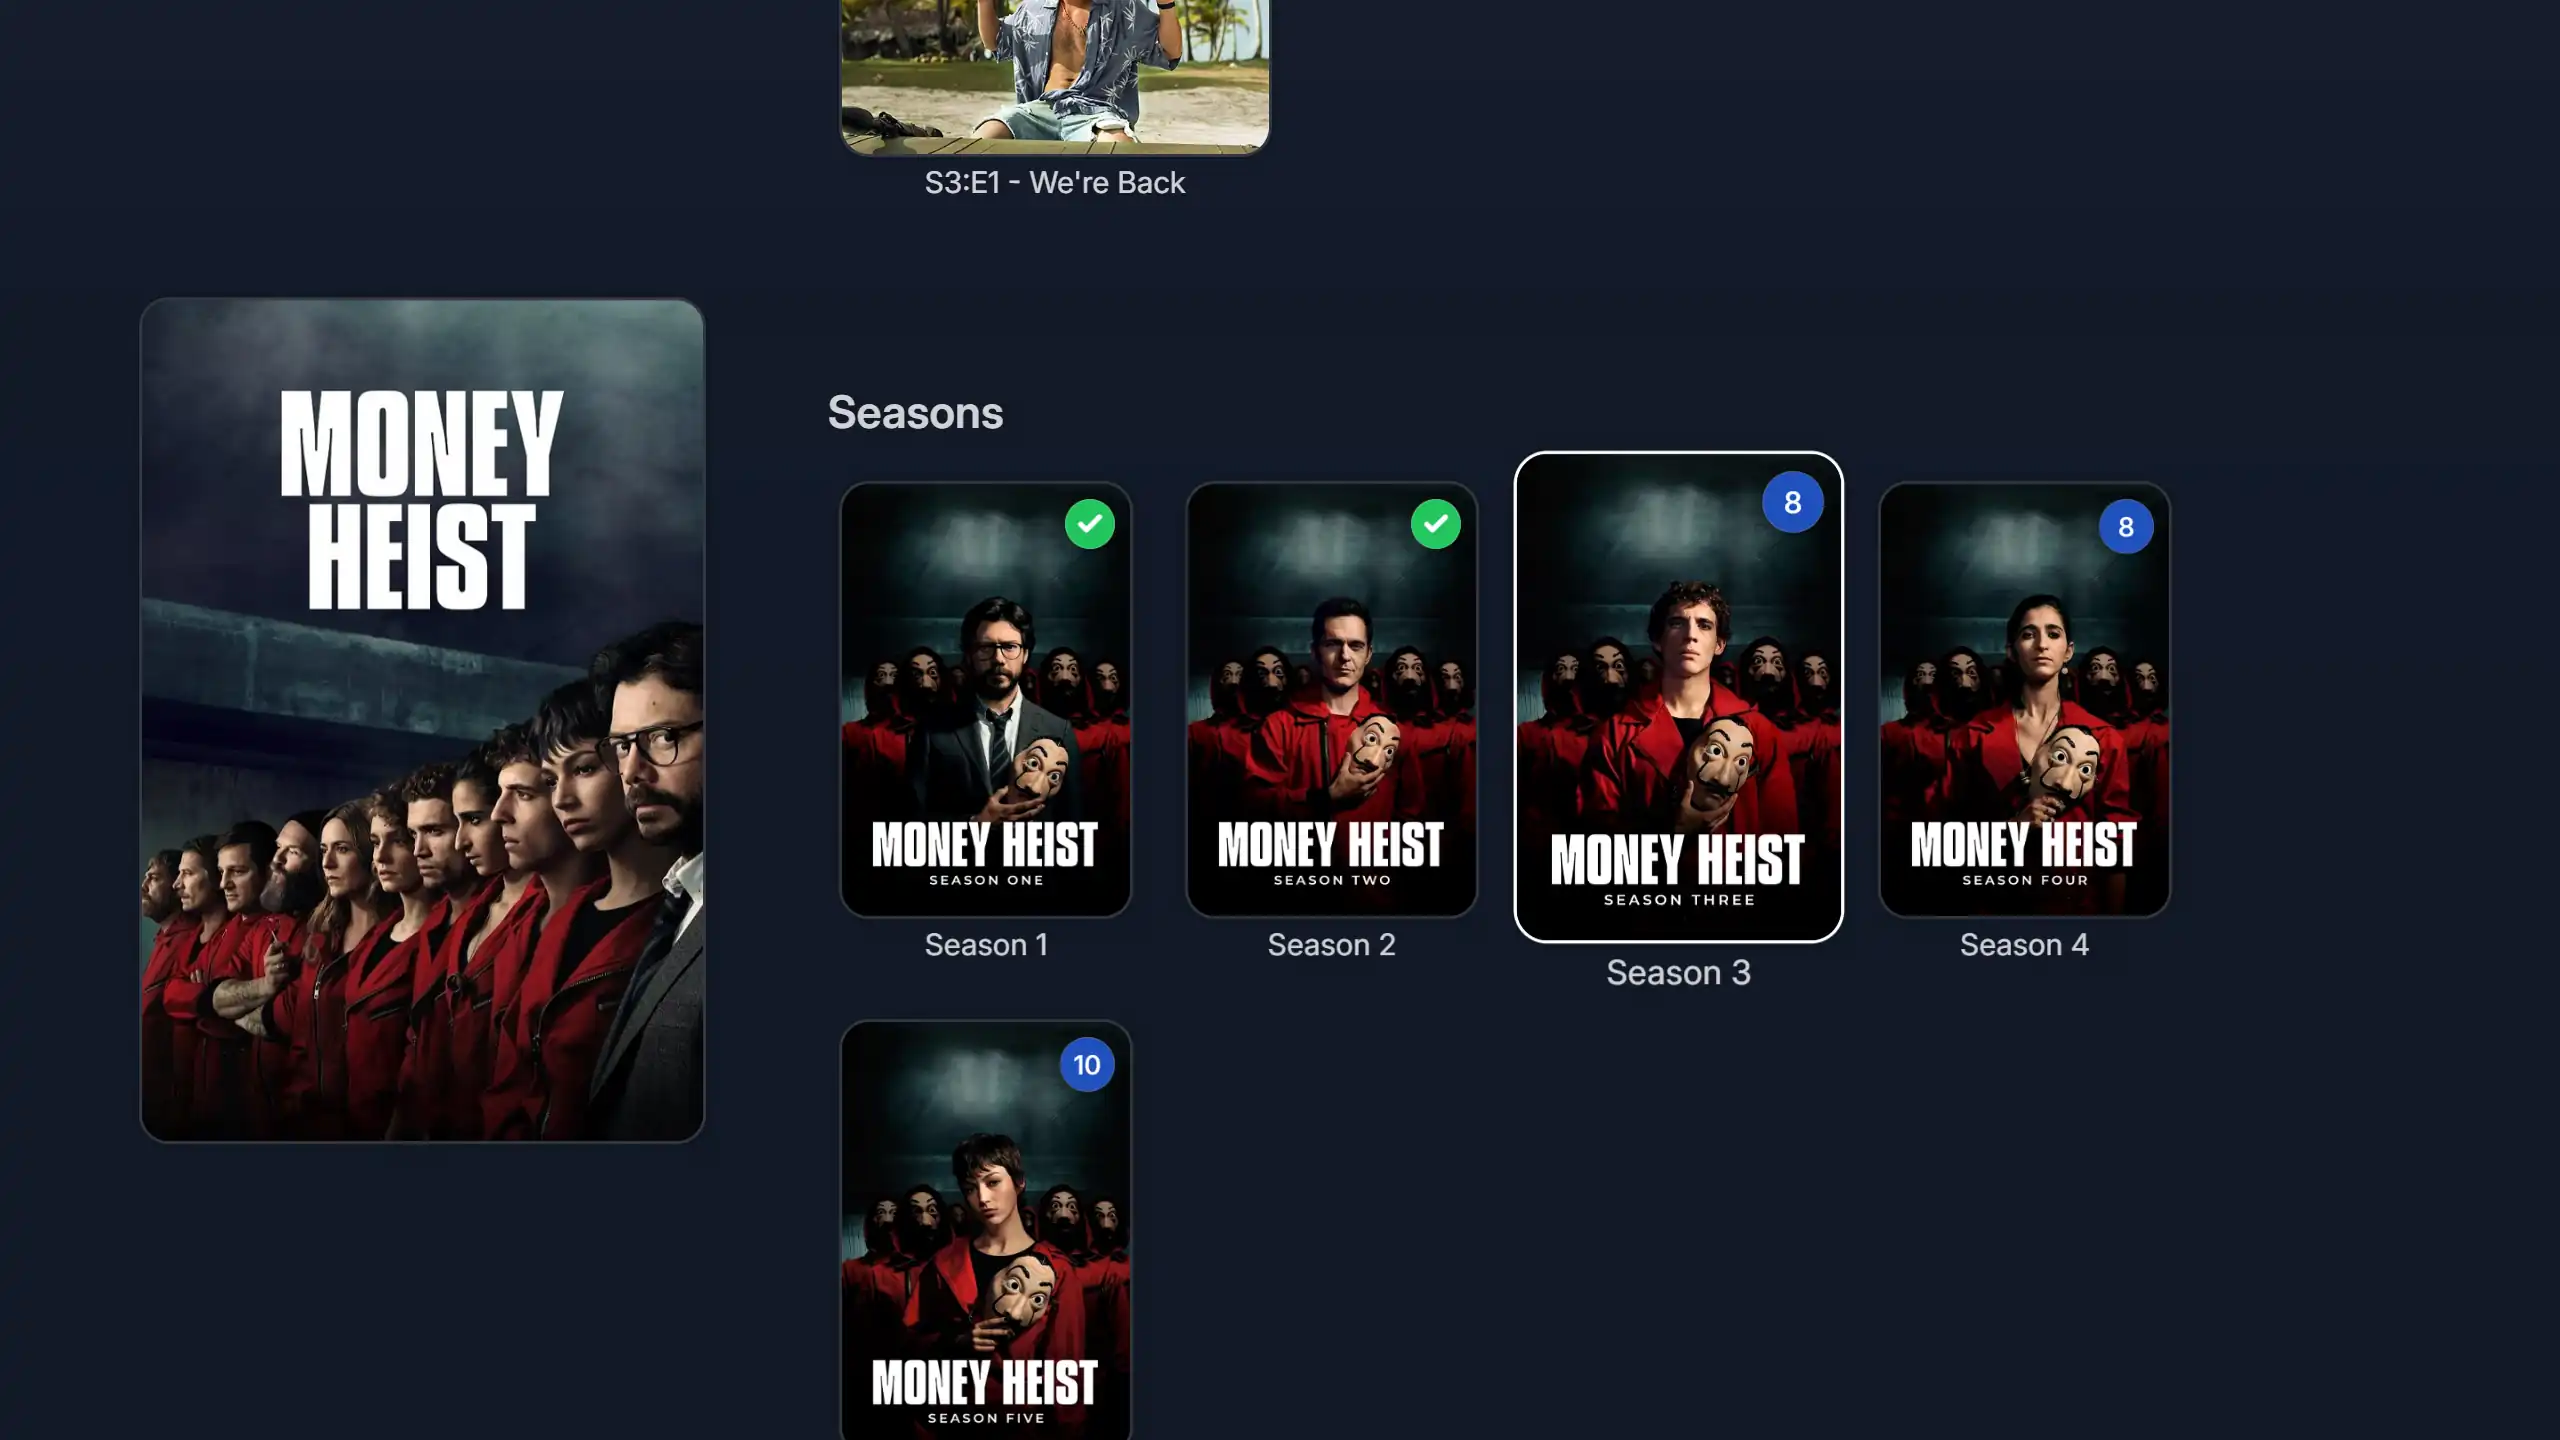 S3:E1 - We're Back
MONEY
HEIST
Seasons
8
8
MONEY HEIST
SEASON ONE
MONEY HEIST
SEASON TWO
MONEY HEIST
SEASON THREE
MONEY HEIST
SEASON FOUR
Season 1
Season 2
Season 3
Season 4
10
MONEY HEIST
SEASON FIVE